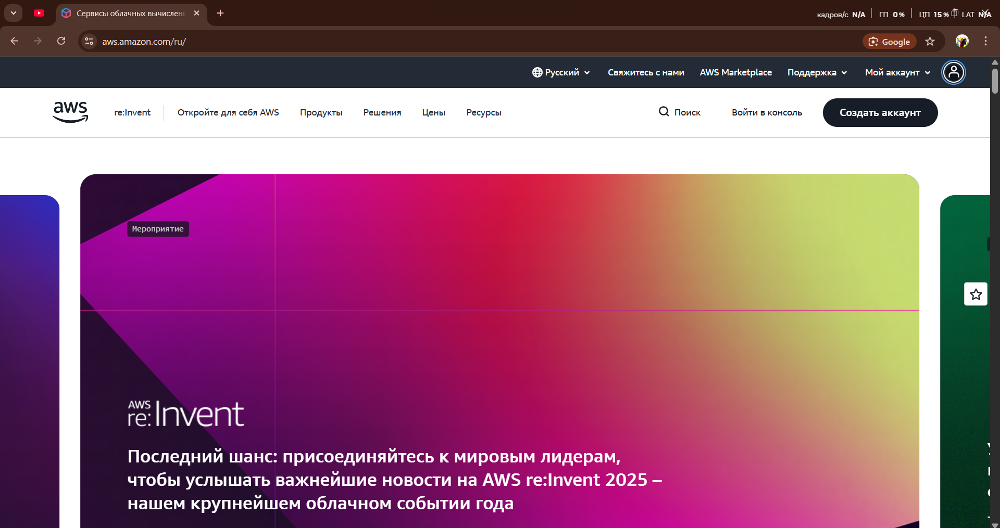 Сервисы облачных вычислени
кадров/с N/A ГП 0 % ЦП 15 % LAT N/A
aws.amazon.com/ru/
Google
Русский Свяжитесь с нами AWS Marketplace Поддержка Мой аккаунт
aws
re:Invent Откройте для себя AWS Продукты Решения Цены Ресурсы Поиск Войти в консоль Создать аккаунт
Мероприятие
AWS
re:Invent
Последний шанс: присоединяйтесь к мировым лидерам,
чтобы услышать важнейшие новости на AWS re:Invent 2025 –
нашем крупнейшем облачном событии года